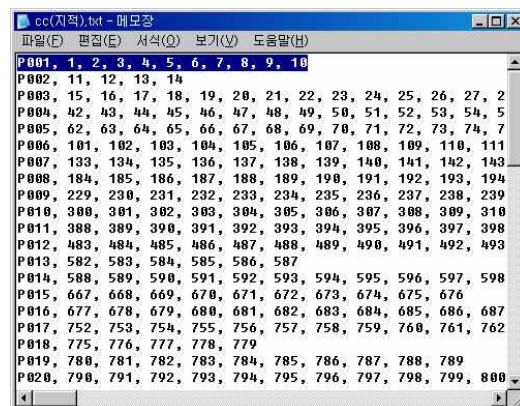 cc(지적).txt - 메모장
파일(F) 편집(E) 서식(O) 보기(V) 도움말(H)
P001, 1, 2, 3, 4, 5, 6, 7, 8, 9, 10
P002, 11, 12, 13, 14
P003, 15, 16, 17, 18, 19, 20, 21, 22, 23, 24, 25, 26, 27, 2
P004, 42, 43, 44, 45, 46, 47, 48, 49, 50, 51, 52, 53, 54, 5
P005, 62, 63, 64, 65, 66, 67, 68, 69, 70, 71, 72, 73, 74, 7
P006, 101, 102, 103, 104, 105, 106, 107, 108, 109, 110, 111
P007, 133, 134, 135, 136, 137, 138, 139, 140, 141, 142, 143
P008, 184, 185, 186, 187, 188, 189, 190, 191, 192, 193, 194
P009, 229, 230, 231, 232, 233, 234, 235, 236, 237, 238, 239
P010, 300, 301, 302, 303, 304, 305, 306, 307, 308, 309, 310
P011, 388, 389, 390, 391, 392, 393, 394, 395, 396, 397, 398
P012, 483, 484, 485, 486, 487, 488, 489, 490, 491, 492, 493
P013, 582, 583, 584, 585, 586, 587
P014, 588, 589, 590, 591, 592, 593, 594, 595, 596, 597, 598
P015, 667, 668, 669, 670, 671, 672, 673, 674, 675, 676
P016, 677, 678, 679, 680, 681, 682, 683, 684, 685, 686, 687
P017, 752, 753, 754, 755, 756, 757, 758, 759, 760, 761, 762
P018, 775, 776, 777, 778, 779
P019, 780, 781, 782, 783, 784, 785, 786, 787, 788, 789
P020, 790, 791, 792, 793, 794, 795, 796, 797, 798, 799, 800